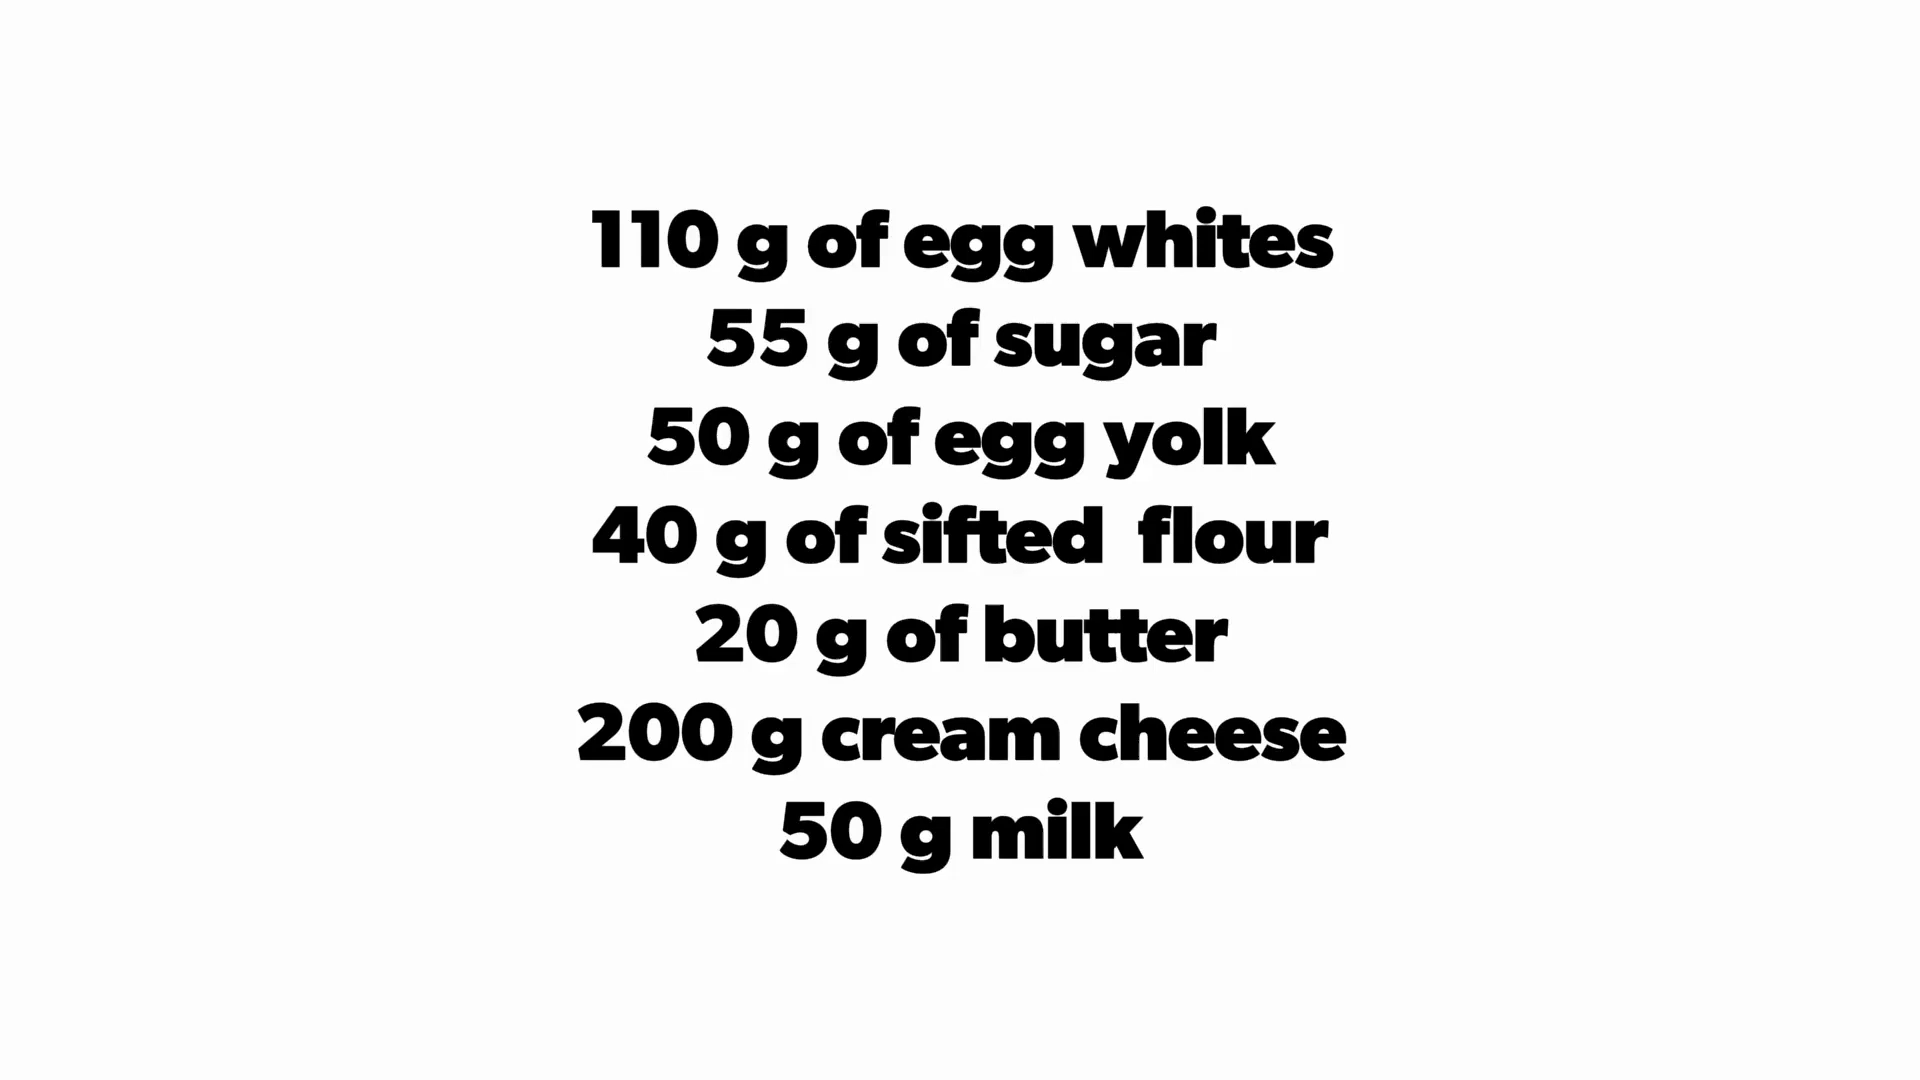 110 g of egg whites
55 g of sugar
50 g of egg yolk
40 g of sifted  flour
20 g of butter
200 g cream cheese
50 g milk